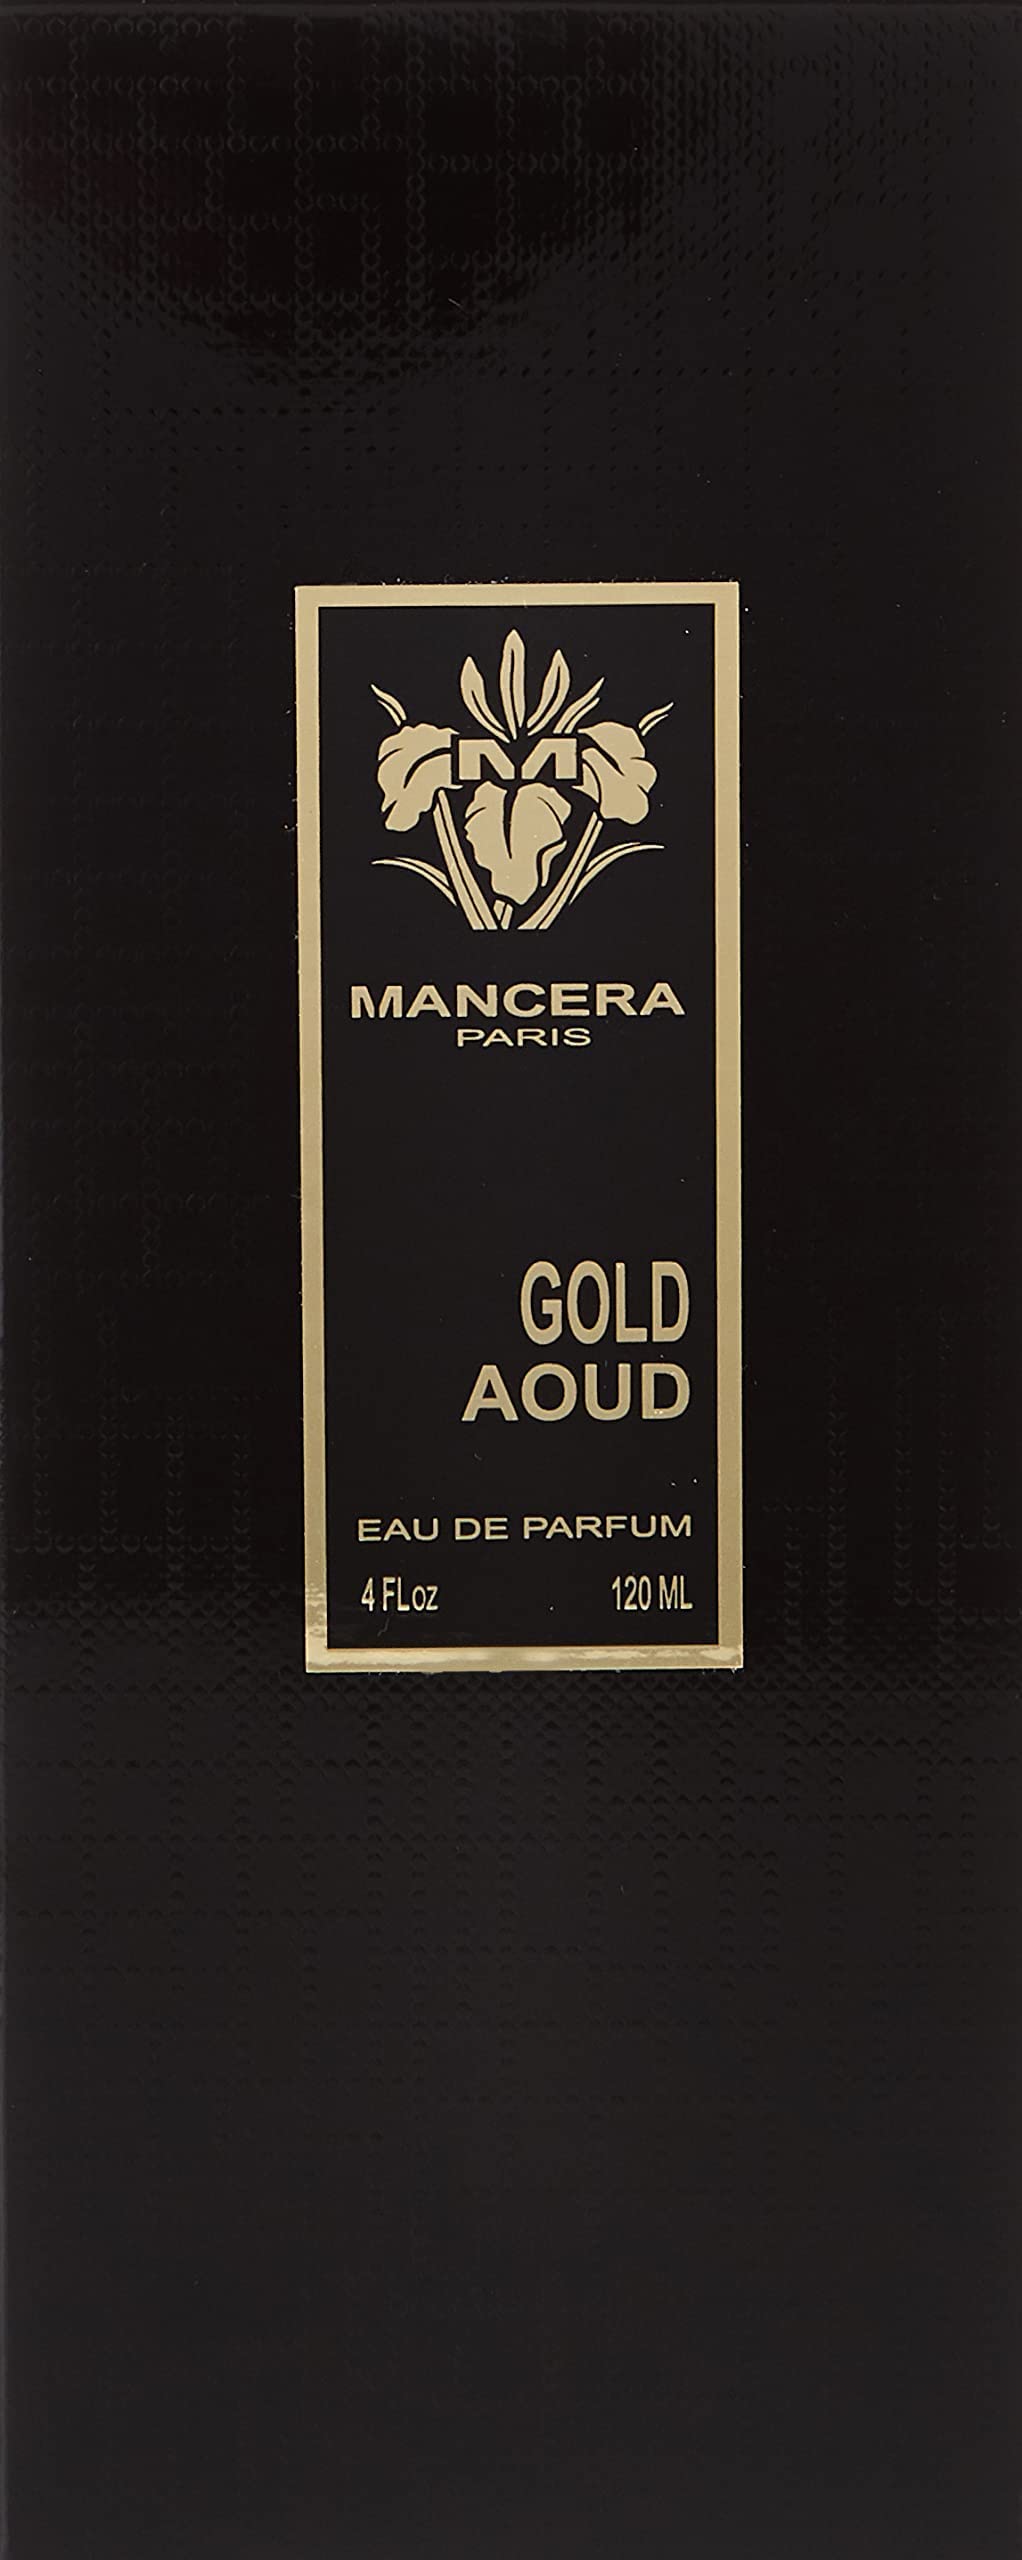 M
MANCERA
PARIS
GOLD
AOUD
EAU DE PARFUM
4 FLoz 120 ML